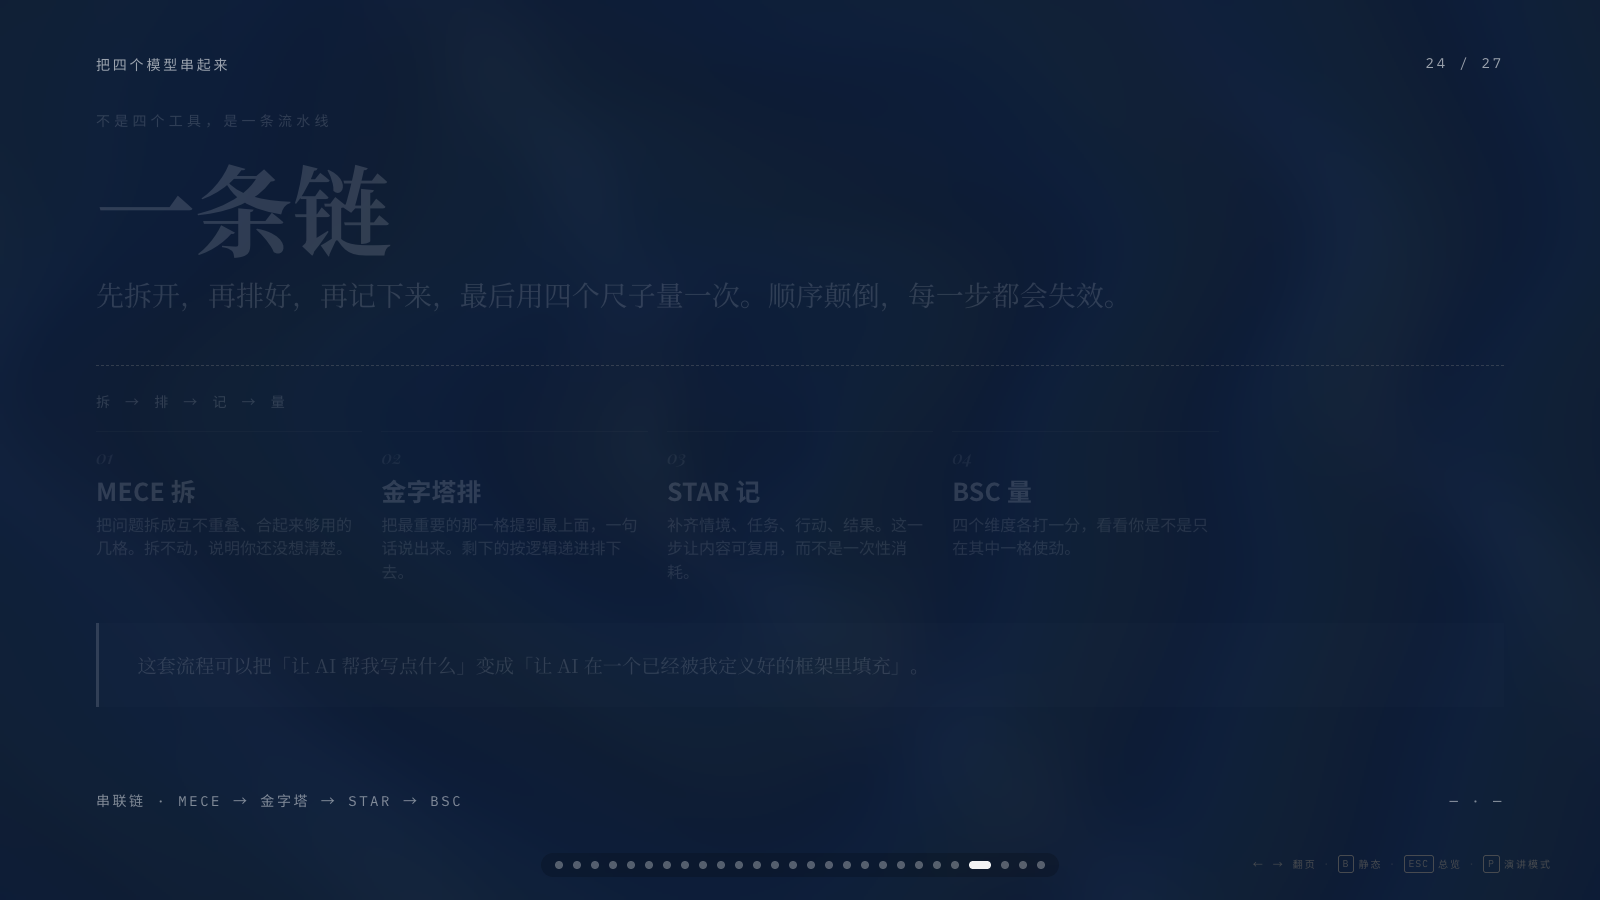 把四个模型串起来
24 / 27
不是四个工具，是一条流水线
一条链
先拆开，再排好，再记下来，最后用四个尺子量一次。顺序颠倒，每一步都会失效。
拆 → 排 → 记 → 量
01
MECE 拆
把问题拆成互不重叠、合起来够用的
几格。拆不动，说明你还没想清楚。
02
金字塔排
把最重要的那一格提到最上面，一句
话说出来。剩下的按逻辑递进排下
去。
03
STAR 记
补齐情境、任务、行动、结果。这一
步让内容可复用，而不是一次性消
耗。
04
BSC 量
四个维度各打一分，看看你是不是只
在其中一格使劲。
这套流程可以把「让 AI 帮我写点什么」变成「让 AI 在一个已经被我定义好的框架里填充」。
串联链 · MECE → 金字塔 → STAR → BSC
— · —
← → 翻页 · B 静态 · ESC 总览 · P 演讲模式